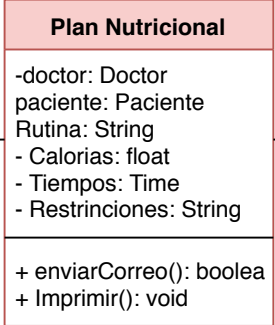 Plan Nutricional
-doctor: Doctor
paciente: Paciente
Rutina: String
- Calorias: float
- Tiempos: Time
- Restrinciones: String
+ enviarCorreo(): boolea
+ Imprimir(): void